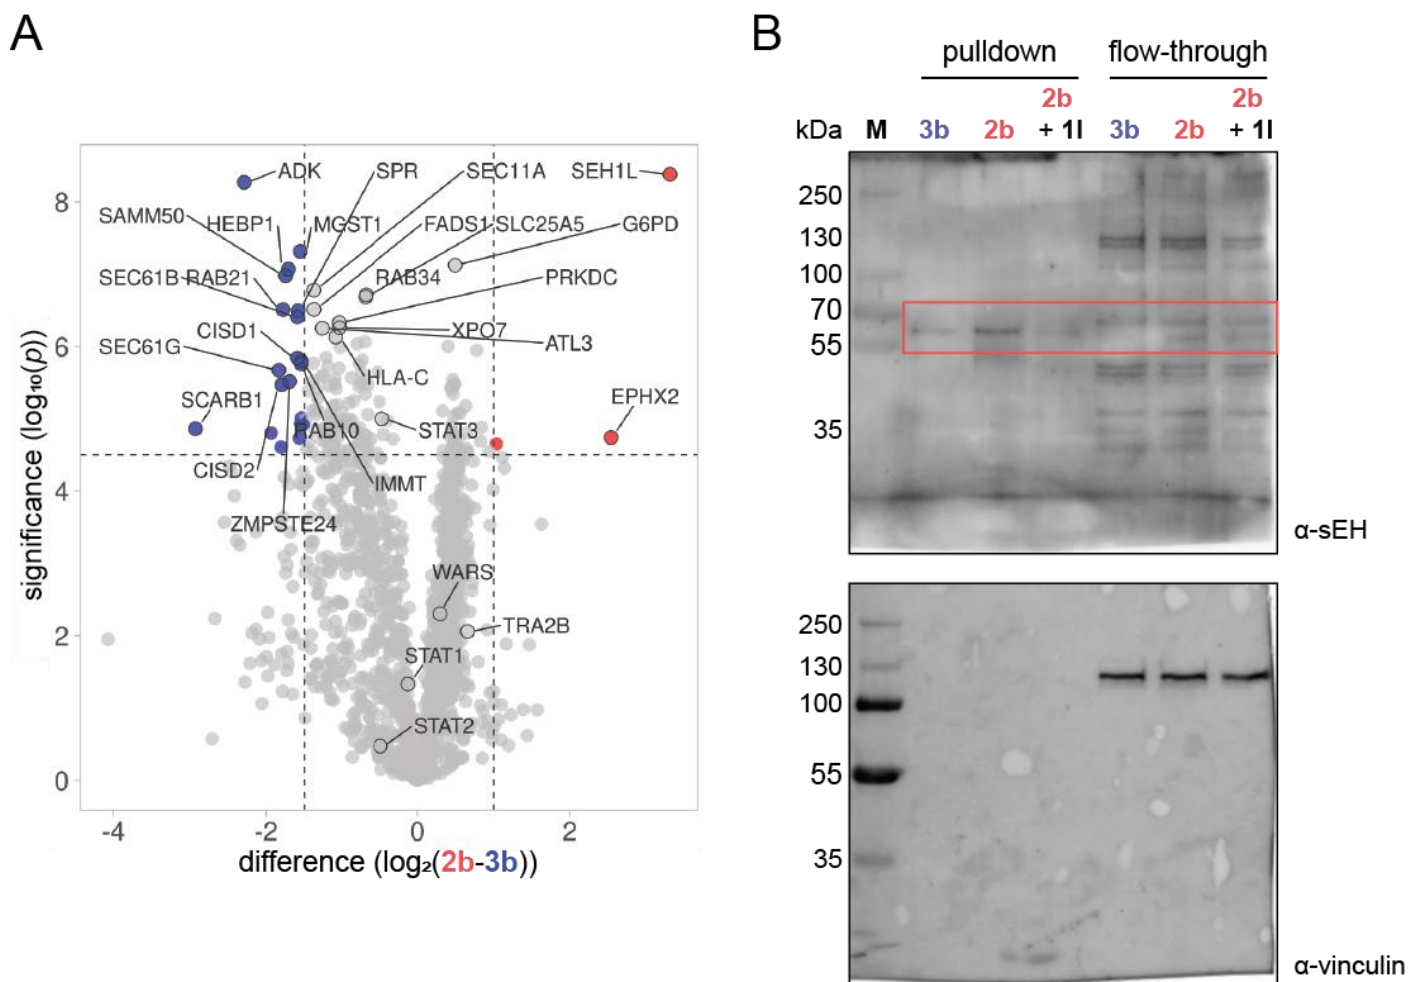 A
ADK
SPR
SEC11A
SEH1L
SAMM50
HEBP1
MGST1
FADS1
SLC25A5
G6PD
SEC61B
RAB21
RAB34
PRKDC
CISD1
XPO7
SEC61G
ATL3
HLA-C
SCARB1
EPHX2
RAB10
STAT3
CISD2
IMMT
ZMPSTE24
WARS
TRA2B
STAT1
STAT2
8
6
4
2
0
significance (log₁₀(p))
-4 -2 0 2
difference (log₂(2b-3b))
B
pulldown flow-through
2b 2b
kDa M 3b 2b + 1l 3b 2b + 1l
250
130
100
70
55
35
α-sEH
250
130
100
55
35
α-vinculin